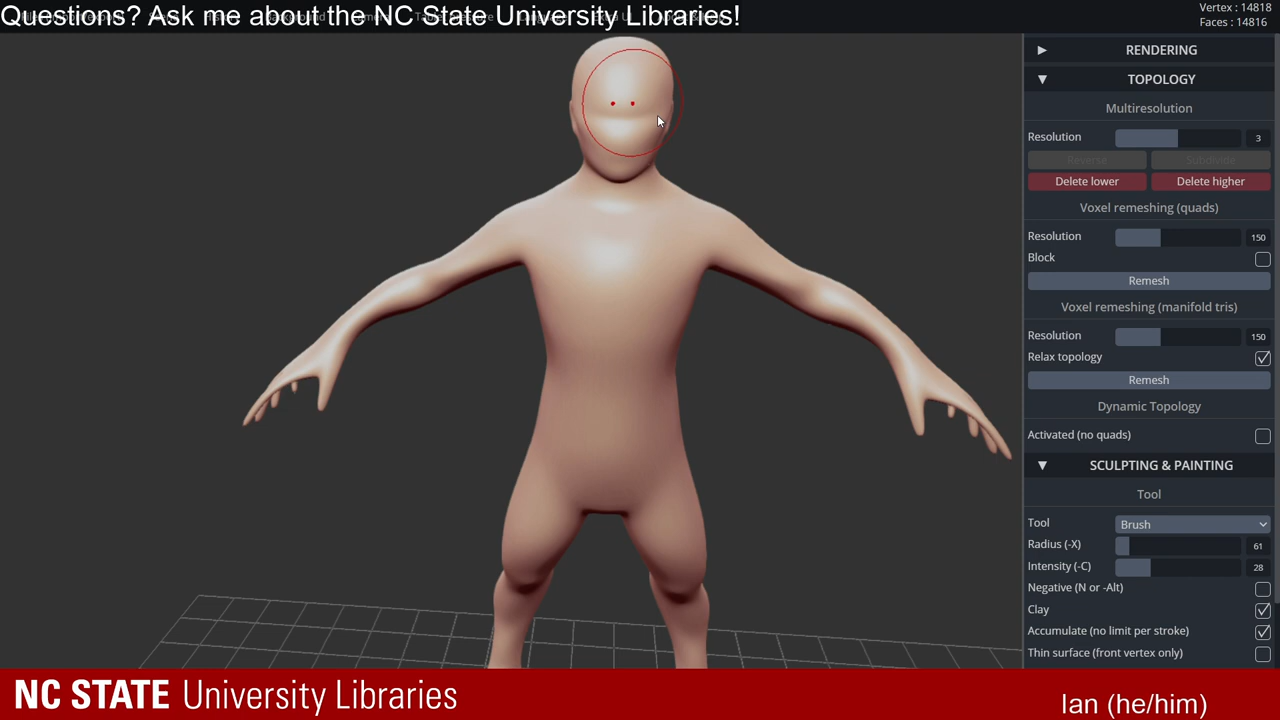 Questions? Ask me about the NC State University Libraries!
Vertex : 14818
Faces : 14816
RENDERING
TOPOLOGY
Multiresolution
Resolution 3
Reverse Subdivide
Delete lower Delete higher
Voxel remeshing (quads)
Resolution 150
Block
Remesh
Voxel remeshing (manifold tris)
Resolution 150
Relax topology
Remesh
Dynamic Topology
Activated (no quads)
SCULPTING & PAINTING
Tool
Tool Brush
Radius (-X) 61
Intensity (-C) 28
Negative (N or -Alt)
Clay
Accumulate (no limit per stroke)
Thin surface (front vertex only)
NC STATE University Libraries
Ian (he/him)